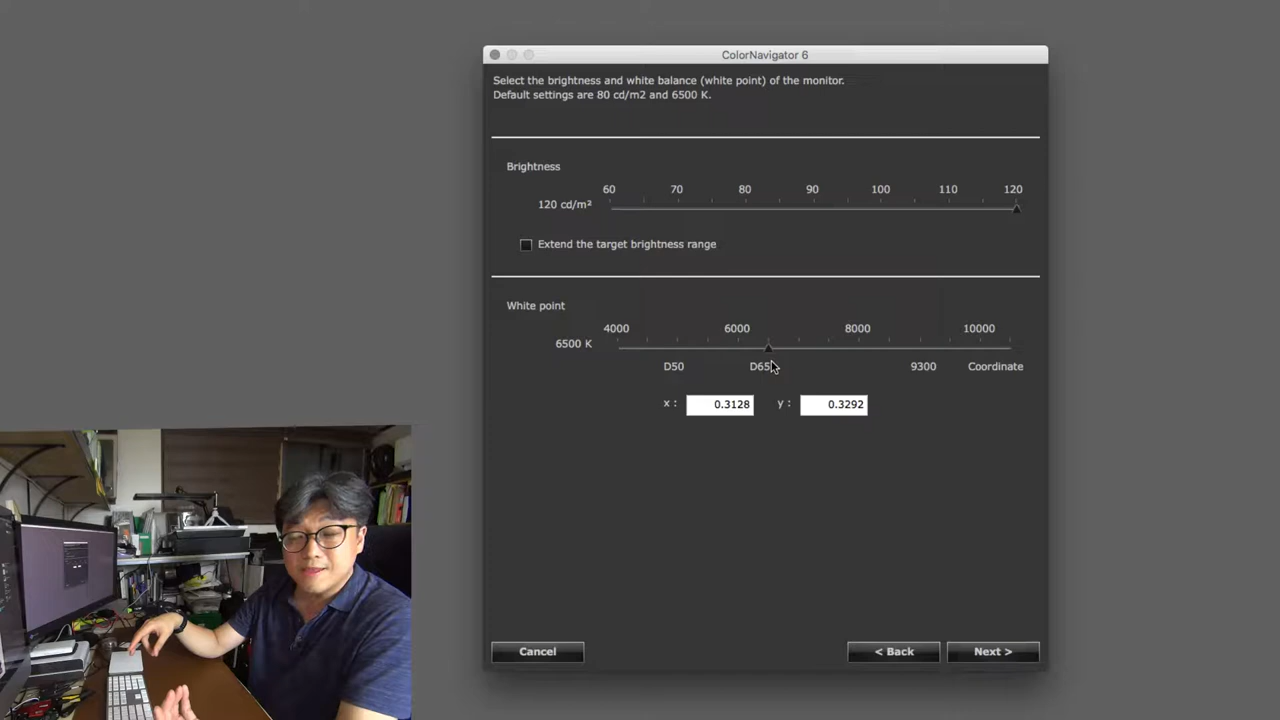 ColorNavigator 6
Select the brightness and white balance (white point) of the monitor.
Default settings are 80 cd/m2 and 6500 K.
Brightness
60 70 80 90 100 110 120
120 cd/m²
Extend the target brightness range
White point
4000 6000 8000 10000
6500 K
D50 D65 9300 Coordinate
x : 0.3128 y : 0.3292
Cancel < Back Next >